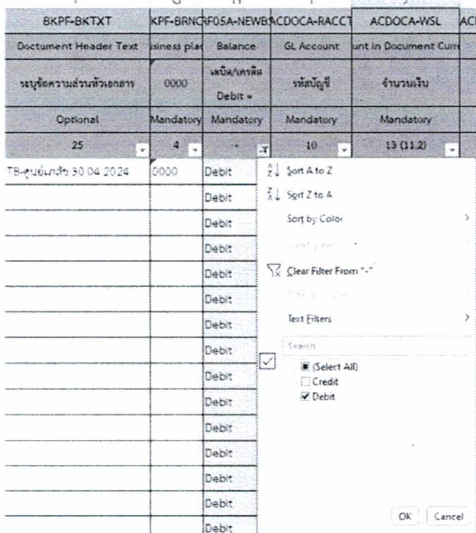 BKPF-BKTXT KPF-BRNC RF05A-NEWBS ACDOCA-RACCT ACDOCA-WSL
Doctument Header Text siness plac Balance GL Account unt in Document Curre
ระบุข้อความส่วนหัวเอกสาร 0000 เดบิต/เครดิต รหัสบัญชี จำนวนเงิน
Debit =
Optional Mandatory Mandatory Mandatory Mandatory
25 4 - 10 13 (11.2)
TB-ศูนย์เภสัช 30.04.2024 0000 Debit
Debit
Debit
Debit
Debit
Debit
Debit
Debit
Debit
Debit
Debit
Debit
Debit
Debit
Debit
Sort A to Z
Sort Z to A
Sort by Color
Clear Filter From "-"
Text Filters
Search
(Select All)
Credit
Debit
OK Cancel